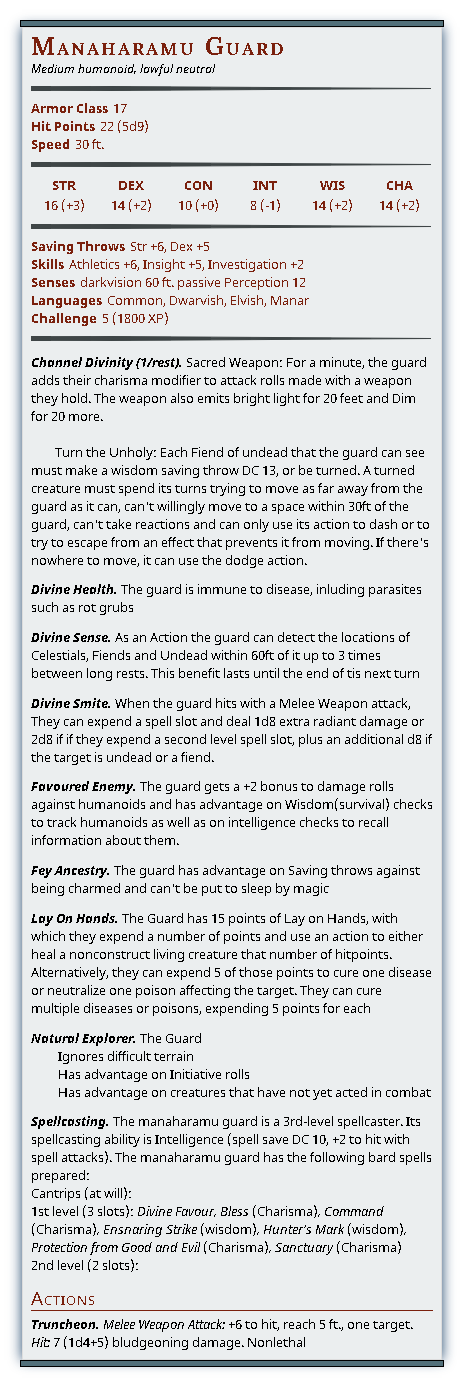 Manaharamu Guard
Medium humanoid, lawful neutral
Armor Class 17
Hit Points 22 (5d9)
Speed 30 ft.
STR DEX CON INT WIS CHA
16 (+3) 14 (+2) 10 (+0) 8 (-1) 14 (+2) 14 (+2)
Saving Throws Str +6, Dex +5
Skills Athletics +6, Insight +5, Investigation +2
Senses darkvision 60 ft. passive Perception 12
Languages Common, Dwarvish, Elvish, Manar
Challenge 5 (1800 XP)
Channel Divinity (1/rest). Sacred Weapon: For a minute, the guard
adds their charisma modifier to attack rolls made with a weapon
they hold. The weapon also emits bright light for 20 feet and Dim
for 20 more.
Turn the Unholy: Each Fiend of undead that the guard can see
must make a wisdom saving throw DC 13, or be turned. A turned
creature must spend its turns trying to move as far away from the
guard as it can, can't willingly move to a space within 30ft of the
guard, can't take reactions and can only use its action to dash or to
try to escape from an effect that prevents it from moving. If there's
nowhere to move, it can use the dodge action.
Divine Health. The guard is immune to disease, inluding parasites
such as rot grubs
Divine Sense. As an Action the guard can detect the locations of
Celestials, Fiends and Undead within 60ft of it up to 3 times
between long rests. This benefit lasts until the end of tis next turn
Divine Smite. When the guard hits with a Melee Weapon attack,
They can expend a spell slot and deal 1d8 extra radiant damage or
2d8 if if they expend a second level spell slot, plus an additional d8 if
the target is undead or a fiend.
Favoured Enemy. The guard gets a +2 bonus to damage rolls
against humanoids and has advantage on Wisdom(survival) checks
to track humanoids as well as on intelligence checks to recall
information about them.
Fey Ancestry. The guard has advantage on Saving throws against
being charmed and can't be put to sleep by magic
Lay On Hands. The Guard has 15 points of Lay on Hands, with
which they expend a number of points and use an action to either
heal a nonconstruct living creature that number of hitpoints.
Alternatively, they can expend 5 of those points to cure one disease
or neutralize one poison affecting the target. They can cure
multiple diseases or poisons, expending 5 points for each
Natural Explorer. The Guard
Ignores difficult terrain
Has advantage on Initiative rolls
Has advantage on creatures that have not yet acted in combat
Spellcasting. The manaharamu guard is a 3rd-level spellcaster. Its
spellcasting ability is Intelligence (spell save DC 10, +2 to hit with
spell attacks). The manaharamu guard has the following bard spells
prepared:
Cantrips (at will):
1st level (3 slots): Divine Favour, Bless (Charisma), Command
(Charisma), Ensnaring Strike (wisdom), Hunter's Mark (wisdom),
Protection from Good and Evil (Charisma), Sanctuary (Charisma)
2nd level (2 slots):
Actions
Truncheon. Melee Weapon Attack: +6 to hit, reach 5 ft., one target.
Hit: 7 (1d4+5) bludgeoning damage. Nonlethal